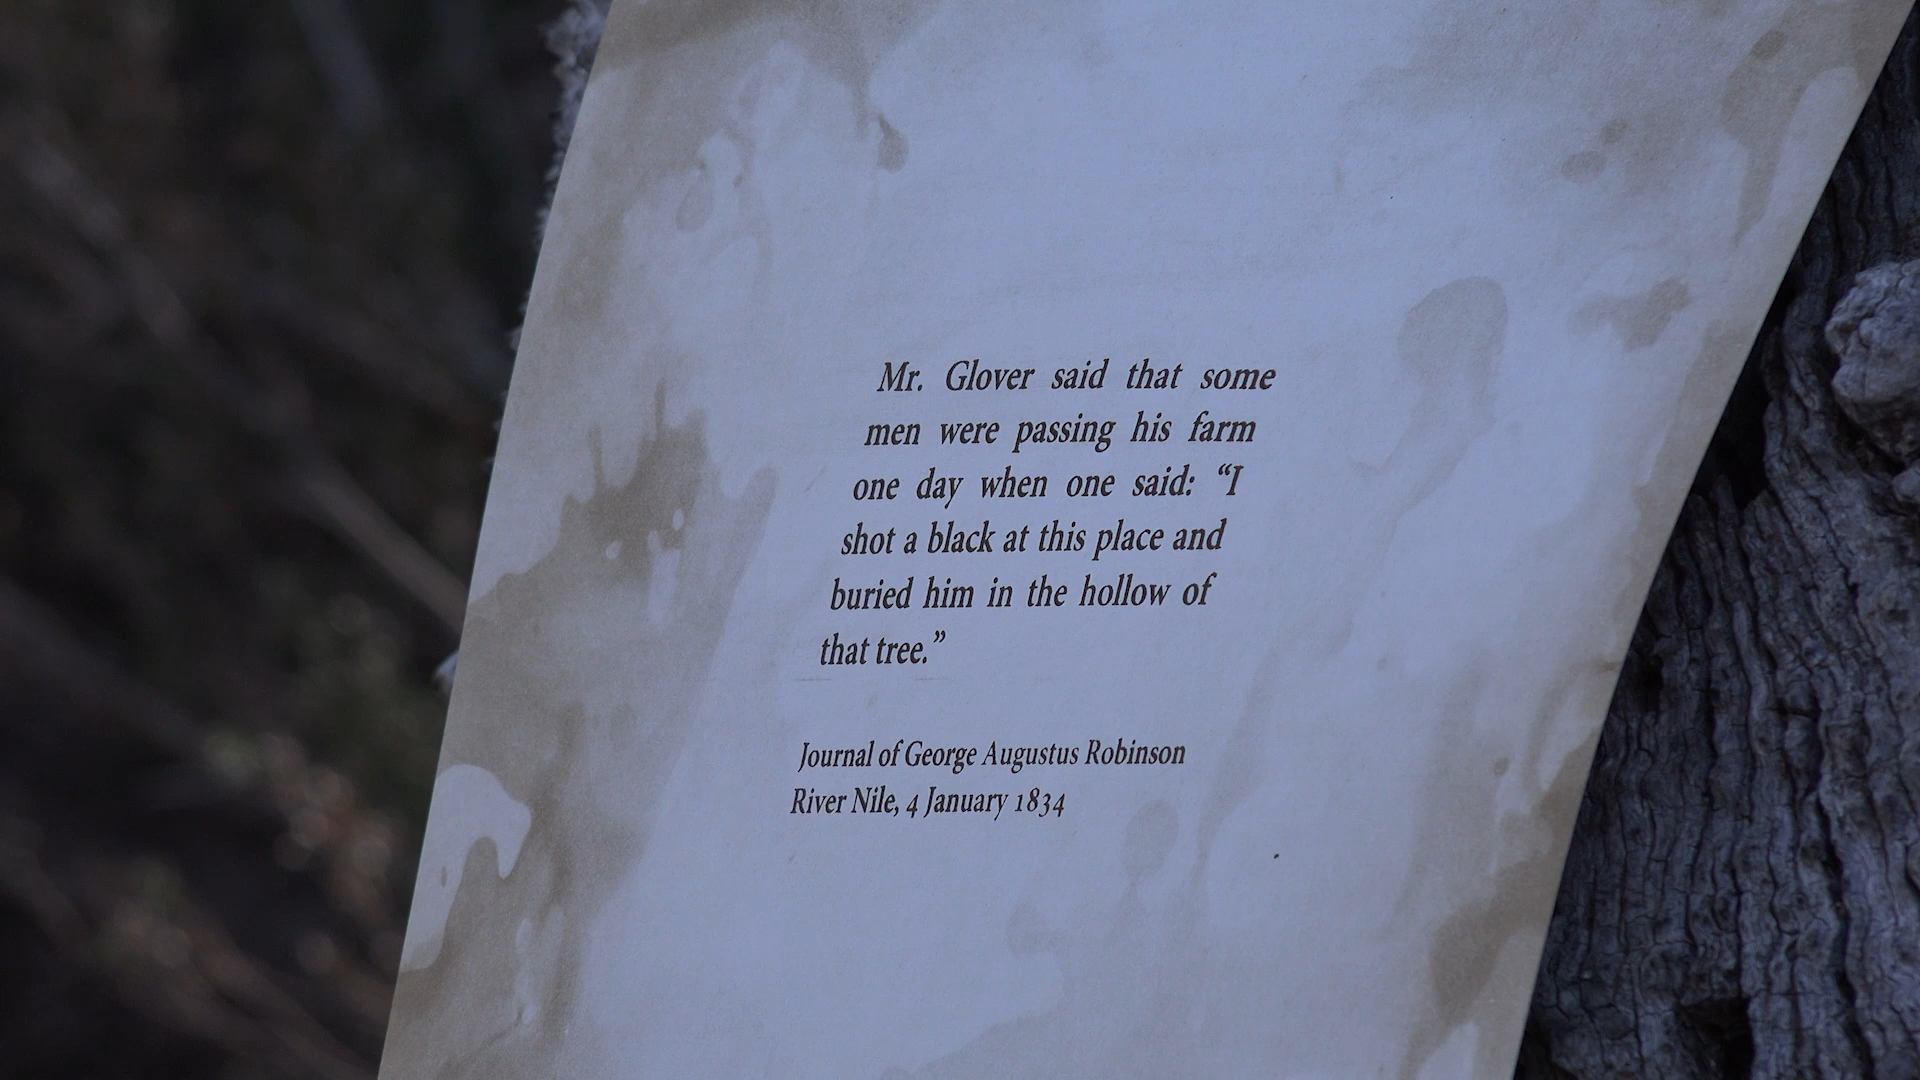 Mr. Glover said that some
men were passing his farm
one day when one said: “I
shot a black at this place and
buried him in the hollow of
that tree.”
Journal of George Augustus Robinson
River Nile, 4 January 1834